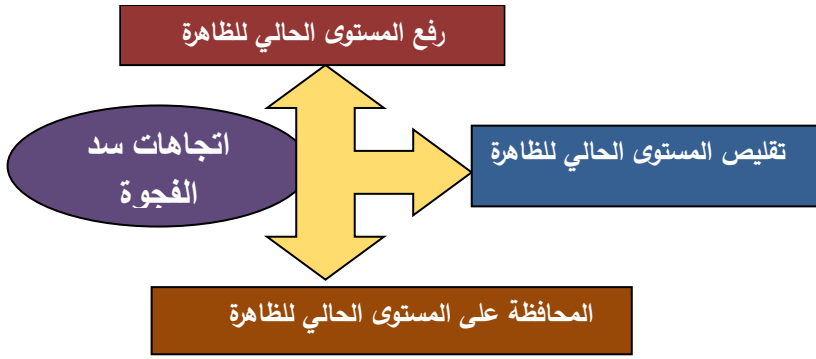 رفع المستوى الحالي للظاهرة
اتجاهات سد
الفجوة
تقليص المستوى الحالي للظاهرة
المحافظة على المستوى الحالي للظاهرة